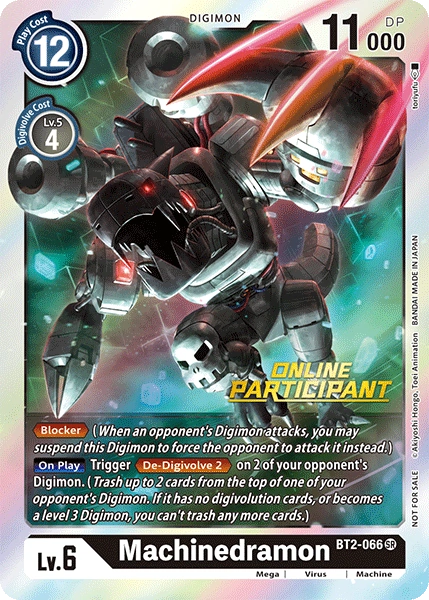 DIGIMON
Play Cost
12
11000
DP
Digivolve Cost
Lv.5
4
toriyufu
ONLINE
PARTICIPANT
Blocker (When an opponent's Digimon attacks, you may
suspend this Digimon to force the opponent to attack it instead.)
On Play Trigger De-Digivolve 2 on 2 of your opponent's
Digimon. (Trash up to 2 cards from the top of one of your
opponent's Digimon. If it has no digivolution cards, or becomes
a level 3 Digimon, you can't trash any more cards.)
NOT FOR SALE ©Akiyoshi Hongo, Toei Animation BANDAI MADE IN JAPAN
Lv.6
Machinedramon
BT2-066 SR
Mega
Virus
Machine